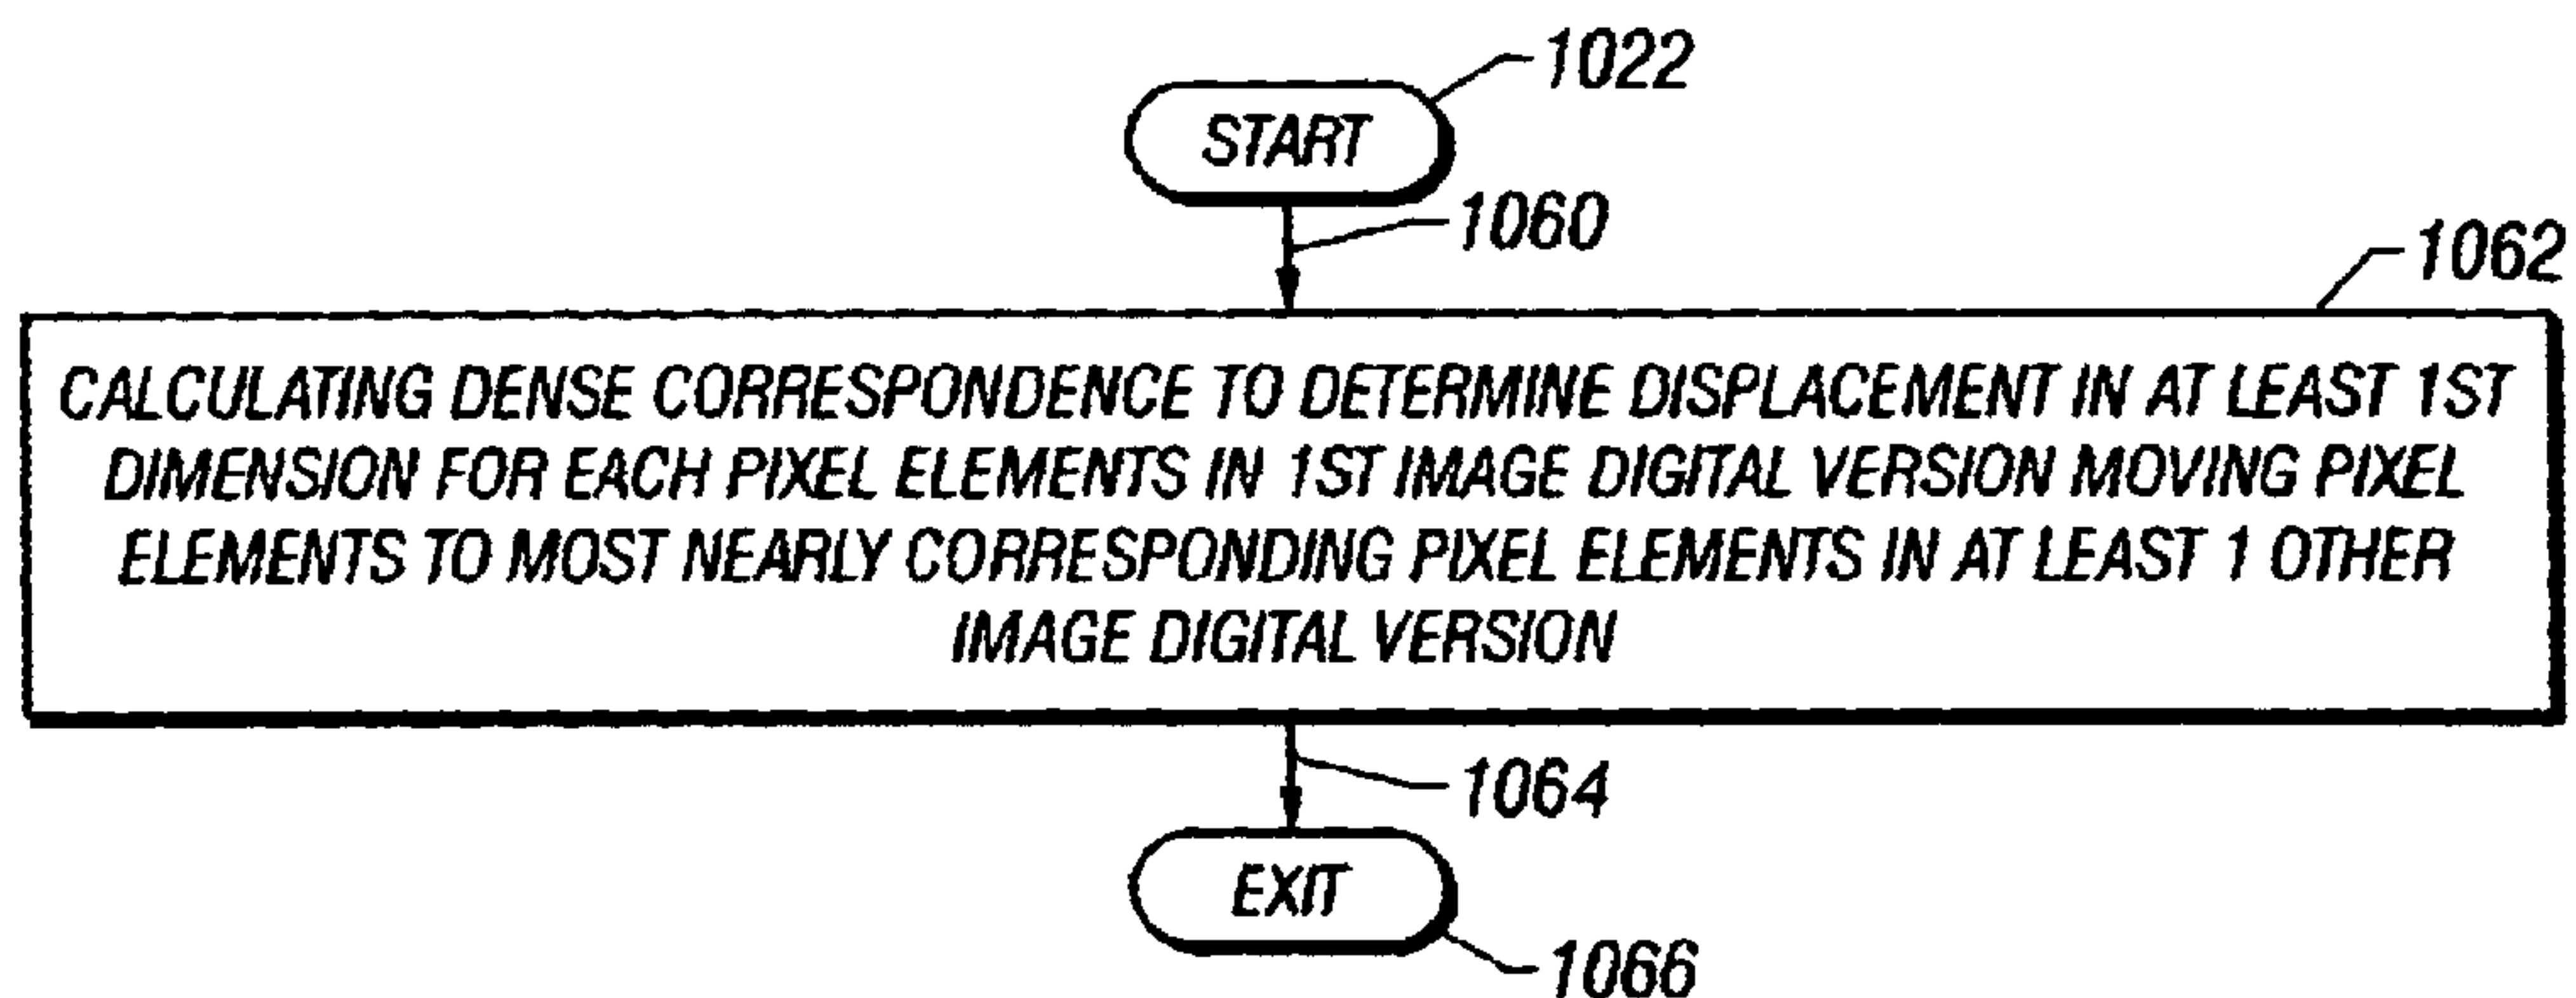 1022
START
1060
1062
CALCULATING DENSE CORRESPONDENCE TO DETERMINE DISPLACEMENT IN AT LEAST 1ST
DIMENSION FOR EACH PIXEL ELEMENTS IN 1ST IMAGE DIGITAL VERSION MOVING PIXEL
ELEMENTS TO MOST NEARLY CORRESPONDING PIXEL ELEMENTS IN AT LEAST 1 OTHER
IMAGE DIGITAL VERSION
1064
EXIT
1066